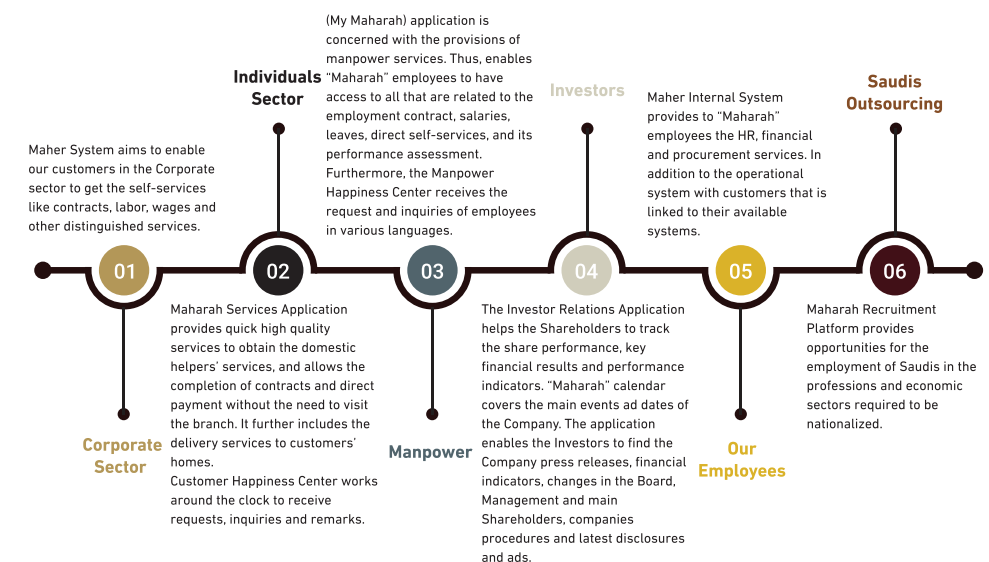 Maher System aims to enable
our customers in the Corporate
sector to get the self-services
like contracts, labor, wages and
other distinguished services.
01
Corporate
Sector
Individuals
Sector
02
Maharah Services Application
provides quick high quality
services to obtain the domestic
helpers’ services, and allows the
completion of contracts and direct
payment without the need to visit
the branch. It further includes the
delivery services to customers’
homes.
Customer Happiness Center works
around the clock to receive
requests, inquiries and remarks.
(My Maharah) application is
concerned with the provisions of
manpower services. Thus, enables
“Maharah” employees to have
access to all that are related to the
employment contract, salaries,
leaves, direct self-services, and its
performance assessment.
Furthermore, the Manpower
Happiness Center receives the
request and inquiries of employees
in various languages.
03
Manpower
Investors
04
The Investor Relations Application
helps the Shareholders to track
the share performance, key
financial results and performance
indicators. “Maharah” calendar
covers the main events ad dates of
the Company. The application
enables the Investors to find the
Company press releases, financial
indicators, changes in the Board,
Management and main
Shareholders, companies
procedures and latest disclosures
and ads.
Maher Internal System
provides to “Maharah”
employees the HR, financial
and procurement services. In
addition to the operational
system with customers that is
linked to their available
systems.
05
Our
Employees
Saudis
Outsourcing
06
Maharah Recruitment
Platform provides
opportunities for the
employment of Saudis in the
professions and economic
sectors required to be
nationalized.